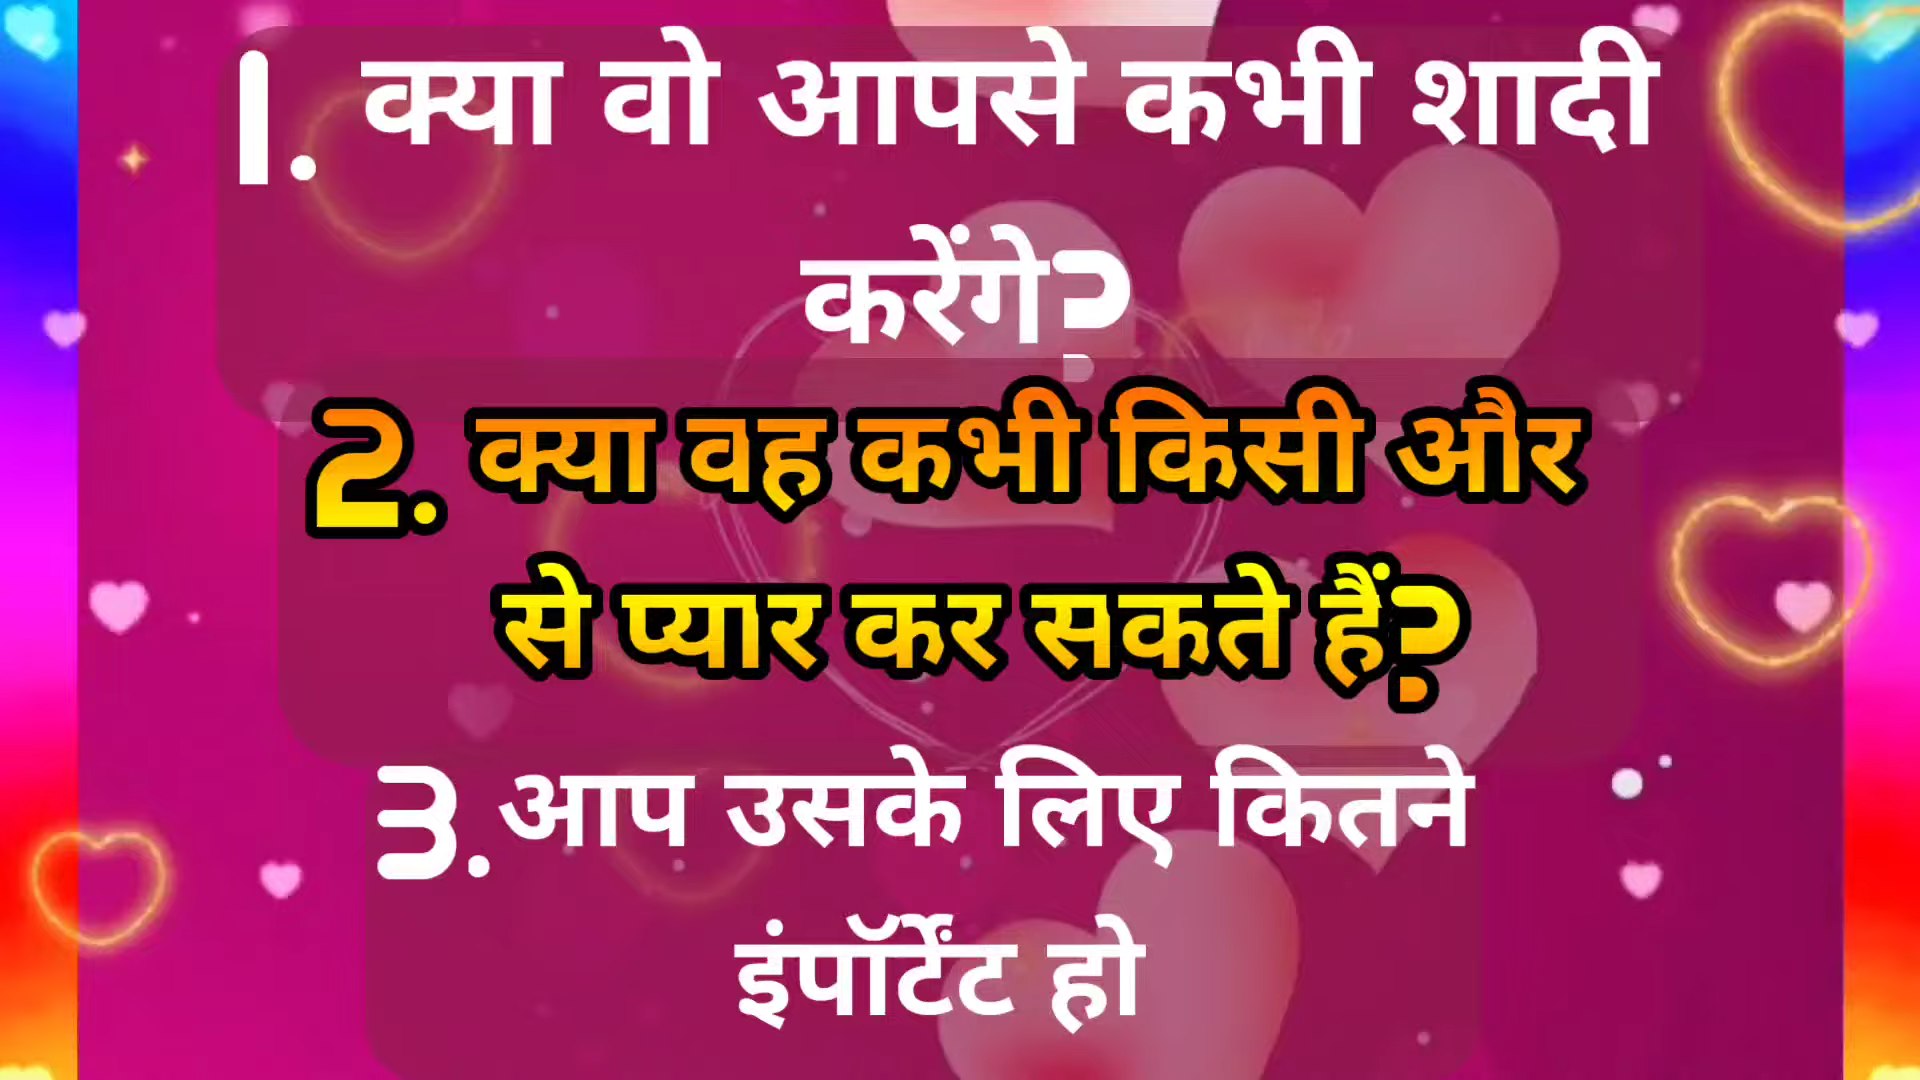 1. क्या वो आपसे कभी शादी
करेंगे?
2. क्या वह कभी किसी और
से प्यार कर सकते हैं?
3. आप उसके लिए कितने
इंपॉर्टेंट हो